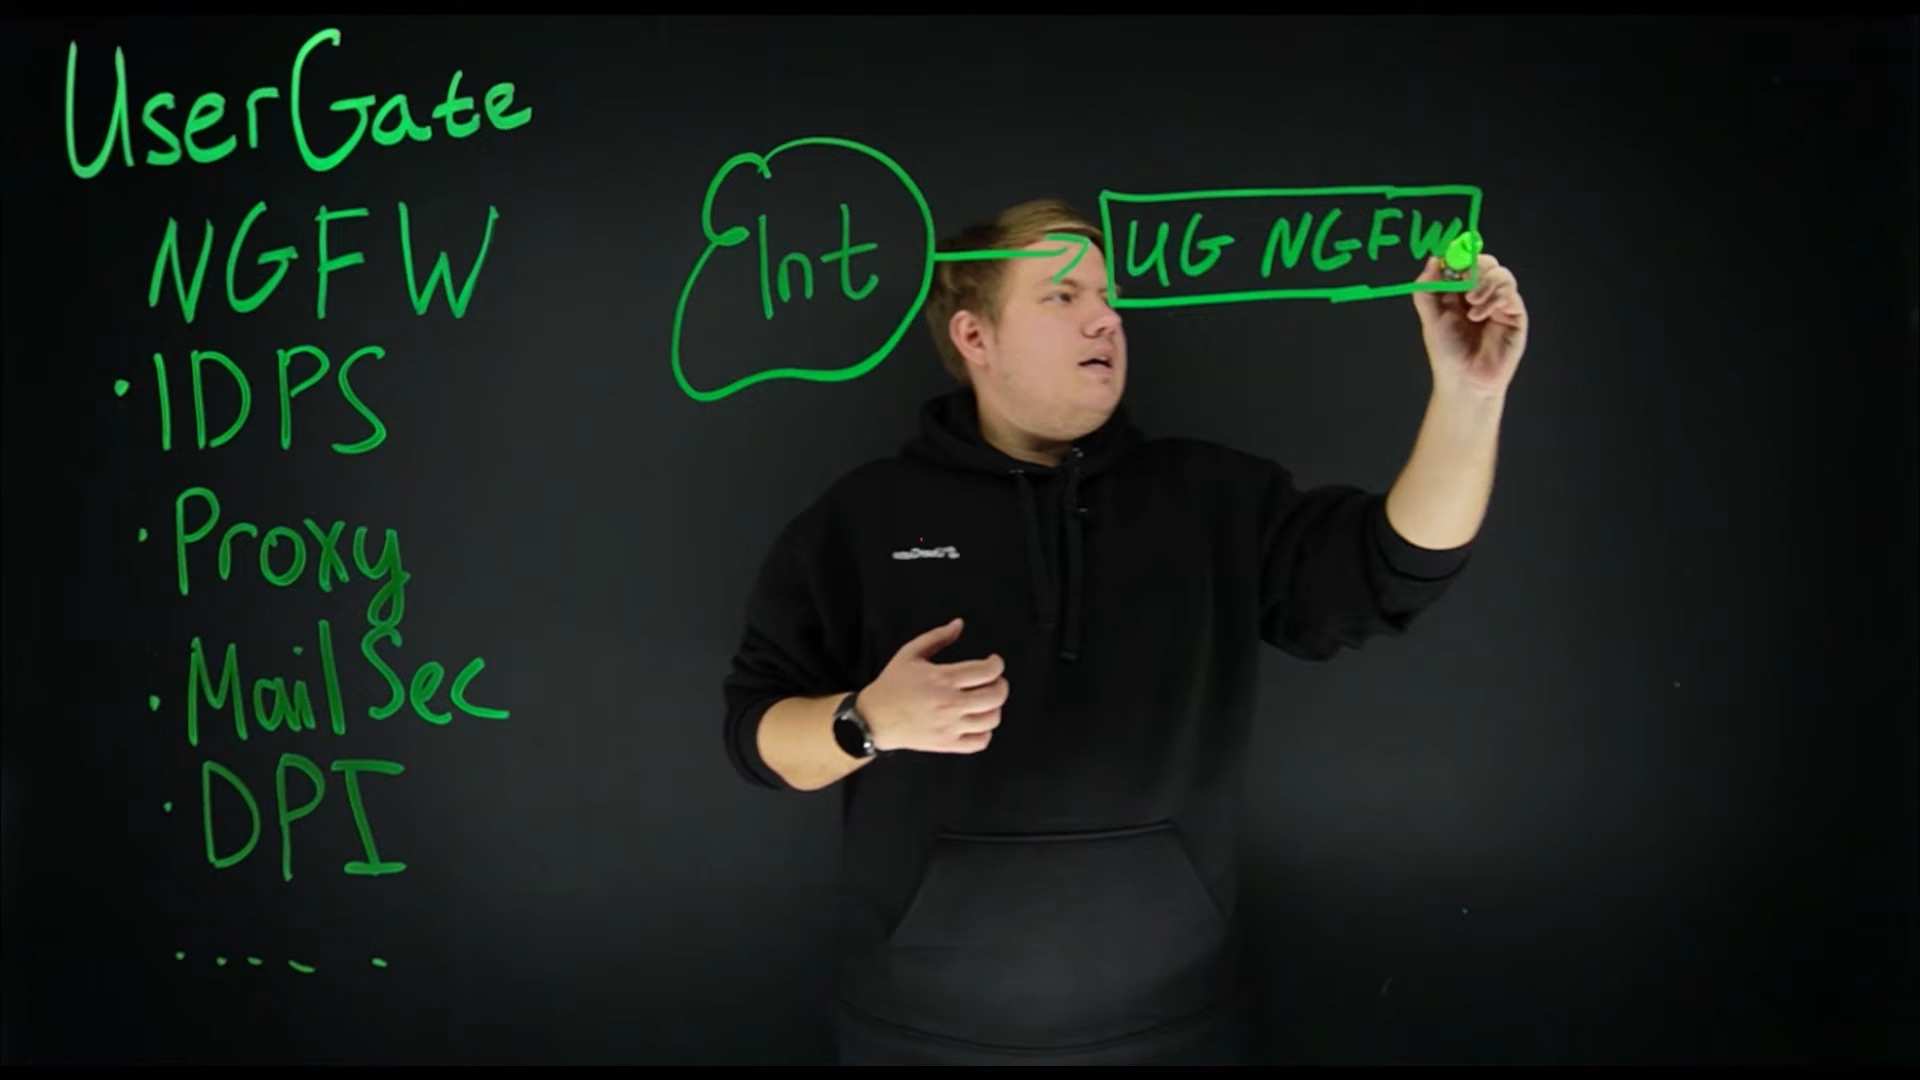 UserGate
NGFW
· IDPS
· Proxy
· MailSec
· DPI
.....
Int
UG NGFW